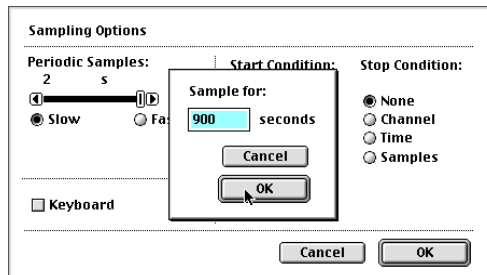 Sampling Options
Periodic Samples:
2 s
Slow
Fa
Keyboard
Start Condition:
Sample for:
900 seconds
Cancel
OK
Stop Condition:
None
Channel
Time
Samples
Cancel
OK